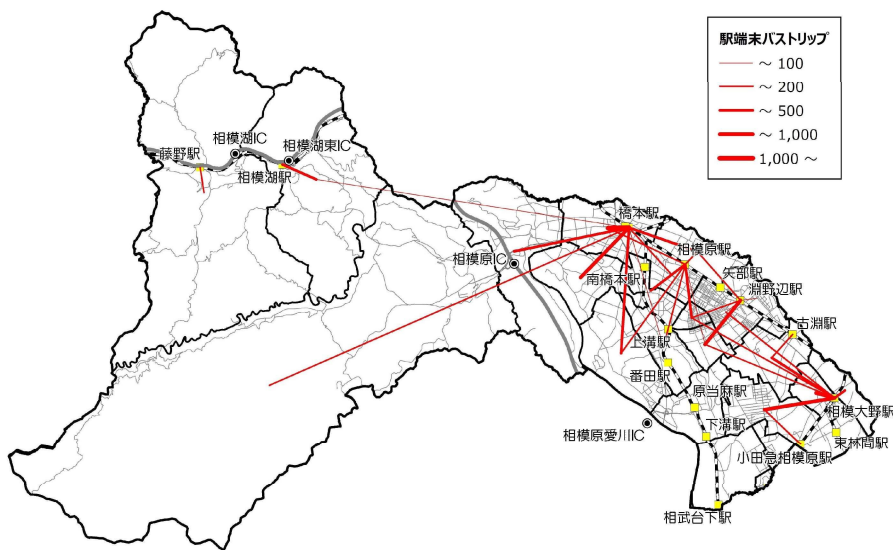 駅端末バストリップ
~ 100
~ 200
~ 500
~ 1,000
1,000 ~
藤野駅
相模湖IC
相模湖東IC
相模湖駅
橋本駅
相模原IC
南橋本駅
相模原駅
矢部駅
淵野辺駅
古淵駅
上溝駅
番田駅
原当麻駅
下溝駅
相模原愛川IC
相模大野駅
東林間駅
小田急相模原駅
相武台下駅